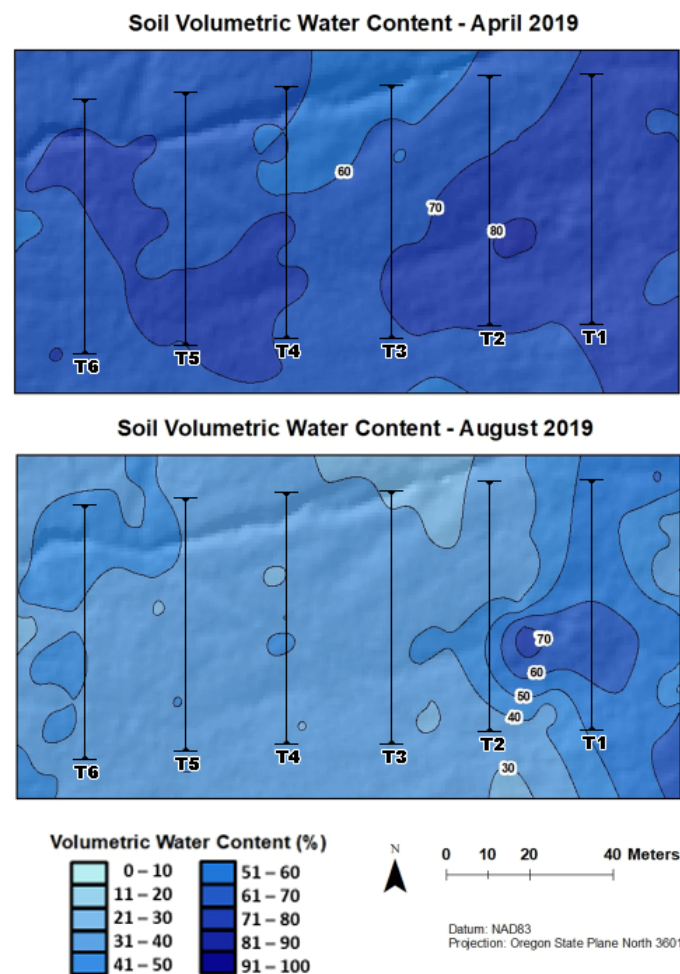 Soil Volumetric Water Content - April 2019
60
70
80
T6
T5
T4
T3
T2
T1
Soil Volumetric Water Content - August 2019
70
60
50
40
30
T6
T5
T4
T3
T2
T1
Volumetric Water Content (%)
0 – 10
11 – 20
21 – 30
31 – 40
41 – 50
51 – 60
61 – 70
71 – 80
81 – 90
91 – 100
N
0 10 20 40 Meters
Datum: NAD83
Projection: Oregon State Plane North 3601